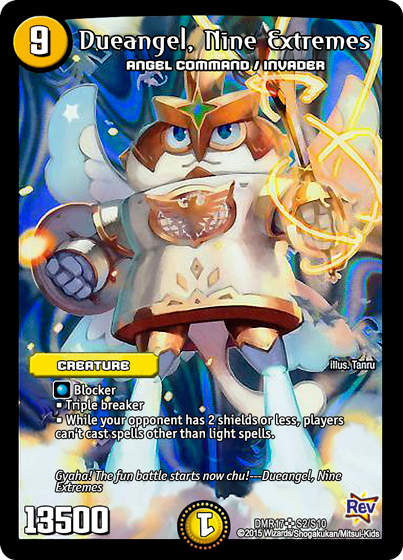 9
Dueangel, Nine Extremes
ANGEL COMMAND / INVADER
illus. Tanru
CREATURE
Blocker
▪ Triple breaker
▪ While your opponent has 2 shields or less, players
can't cast spells other than light spells.
Gyaha! The fun battle starts now chu!---Dueangel, Nine
Extremes
Rev
13500
1
DMR17 S2/S10
©2015 Wizards/Shogakukan/Mitsui-Kids